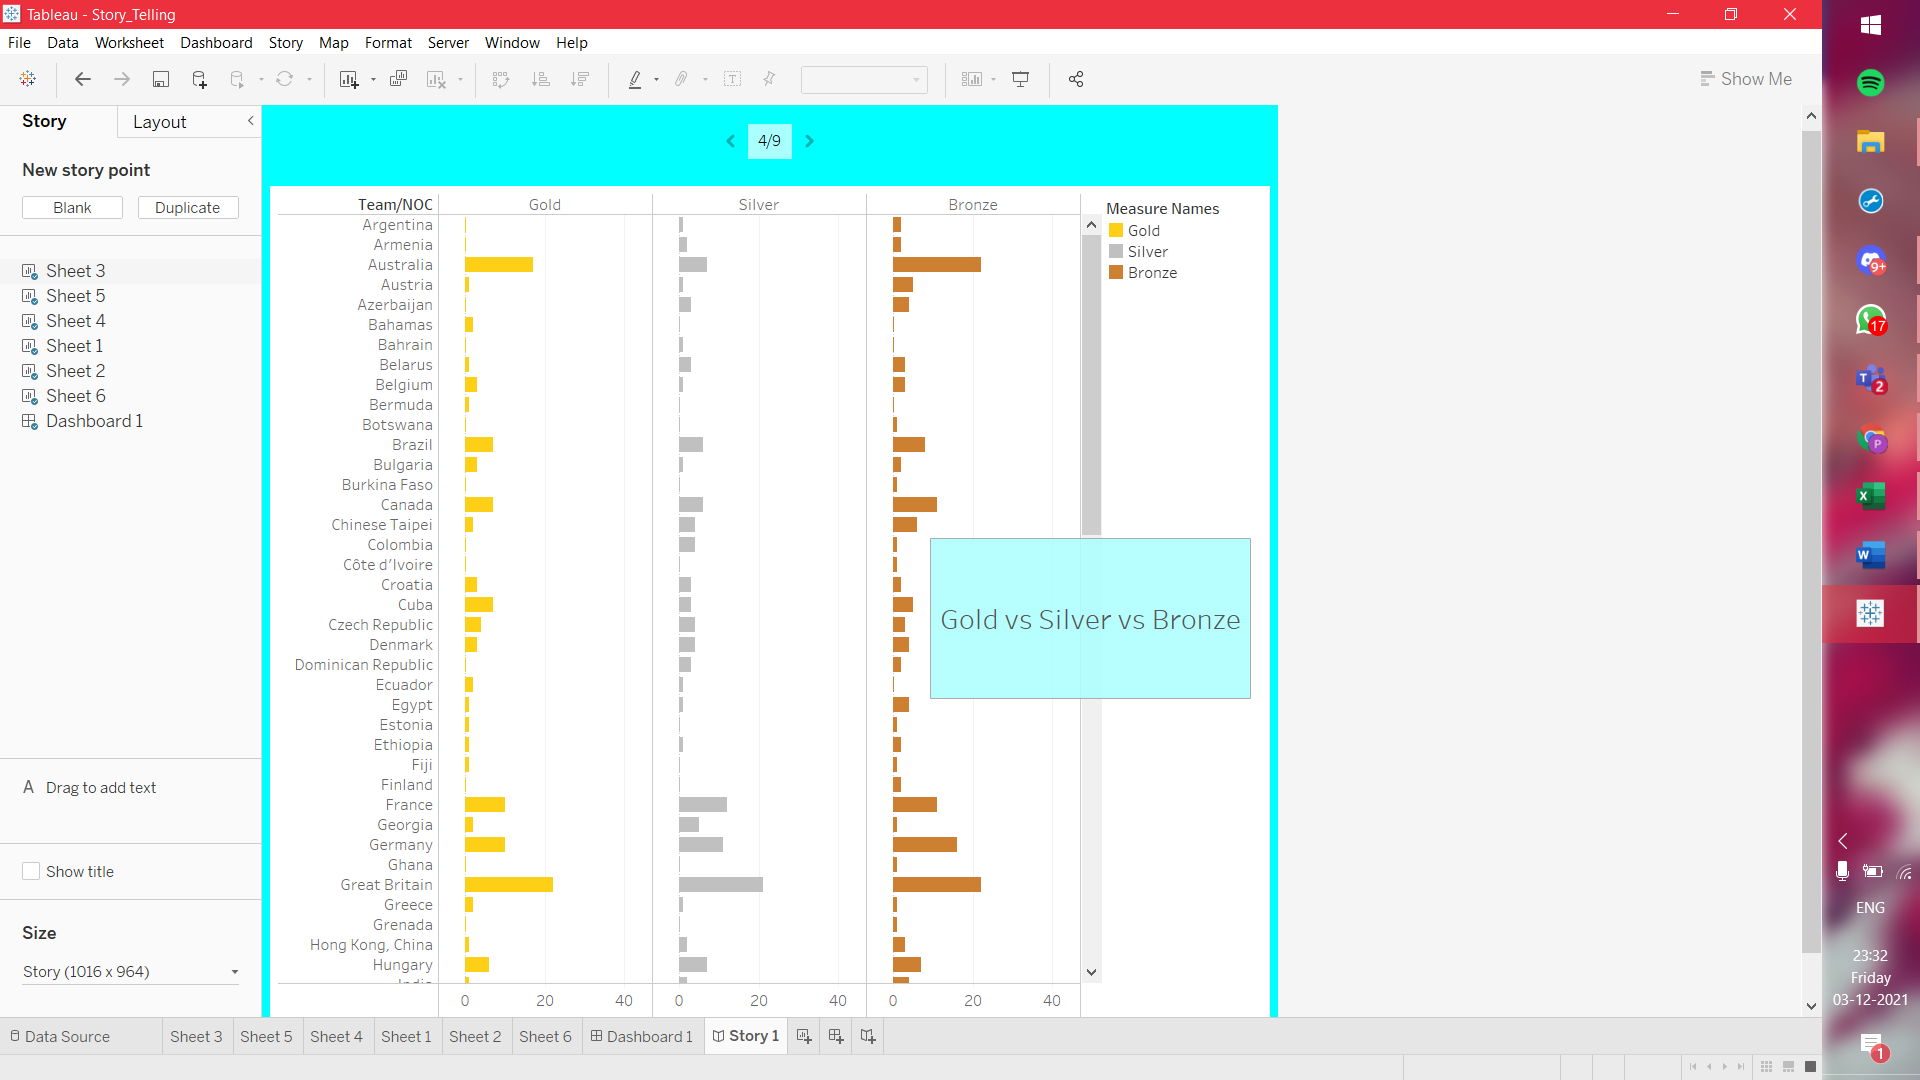 Tableau - Story_Telling
File Data Worksheet Dashboard Story Map Format Server Window Help
Show Me
Story
Layout
New story point
Blank
Duplicate
Sheet 3
Sheet 5
Sheet 4
Sheet 1
Sheet 2
Sheet 6
Dashboard 1
A Drag to add text
Show title
Size
Story (1016 x 964)
4/9
Team/NOC Gold Silver Bronze
Argentina
Armenia
Australia
Austria
Azerbaijan
Bahamas
Bahrain
Belarus
Belgium
Bermuda
Botswana
Brazil
Bulgaria
Burkina Faso
Canada
Chinese Taipei
Colombia
Côte d'Ivoire
Croatia
Cuba
Czech Republic
Denmark
Dominican Republic
Ecuador
Egypt
Estonia
Ethiopia
Fiji
Finland
France
Georgia
Germany
Ghana
Great Britain
Greece
Grenada
Hong Kong, China
Hungary
0 20 40 0 20 40 0 20 40
Measure Names
Gold
Silver
Bronze
Gold vs Silver vs Bronze
Data Source Sheet 3 Sheet 5 Sheet 4 Sheet 1 Sheet 2 Sheet 6 Dashboard 1 Story 1
9+
17
T
2
P
X
W
ENG
23:32
Friday
03-12-2021
1